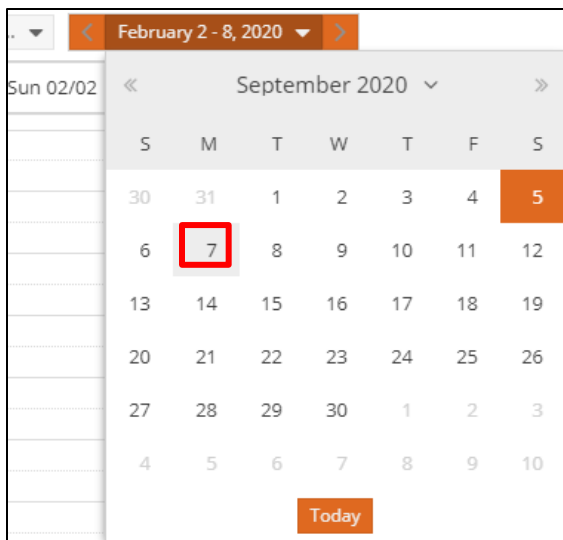 .. February 2 - 8, 2020
Sun 02/02 « September 2020 »
S M T W T F S
30 31 1 2 3 4 5
6 7 8 9 10 11 12
13 14 15 16 17 18 19
20 21 22 23 24 25 26
27 28 29 30 1 2 3
4 5 6 7 8 9 10
Today